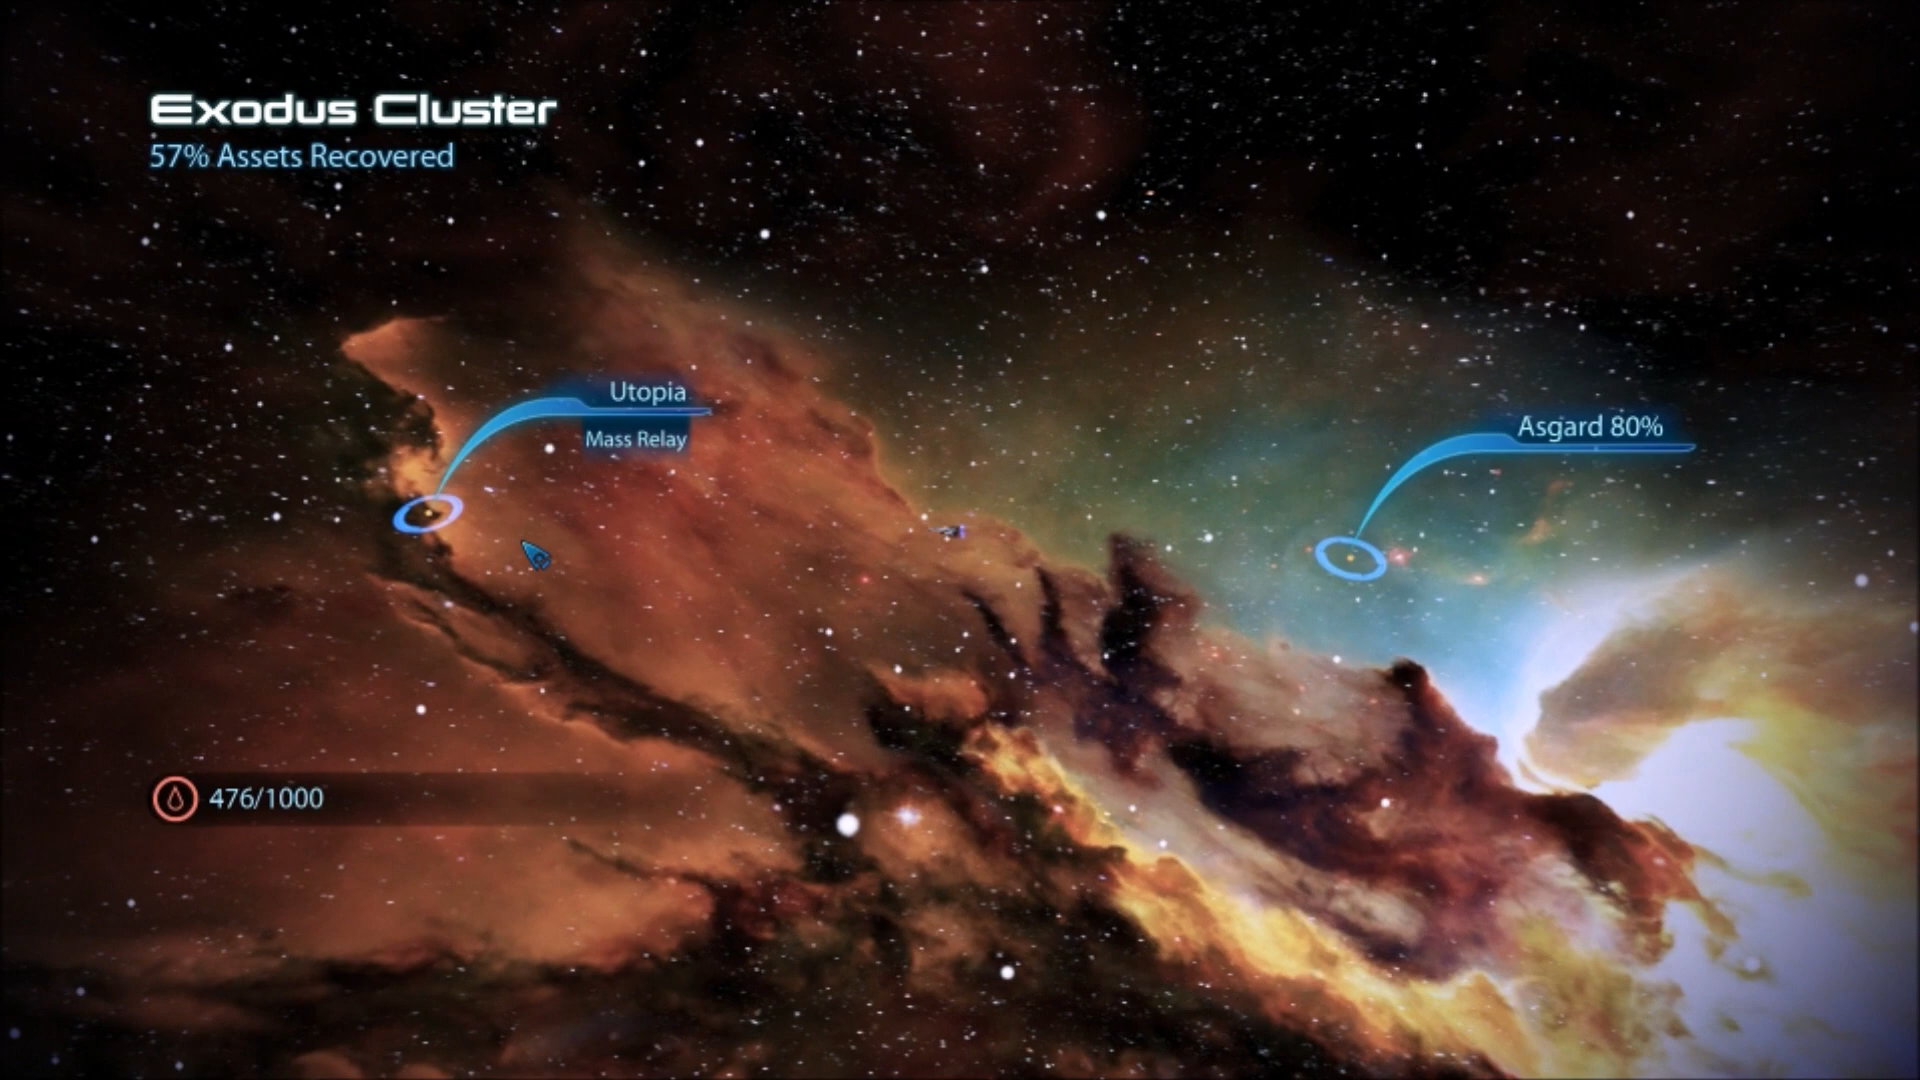 Exodus Cluster
57% Assets Recovered
Utopia
Mass Relay
Asgard 80%
476/1000